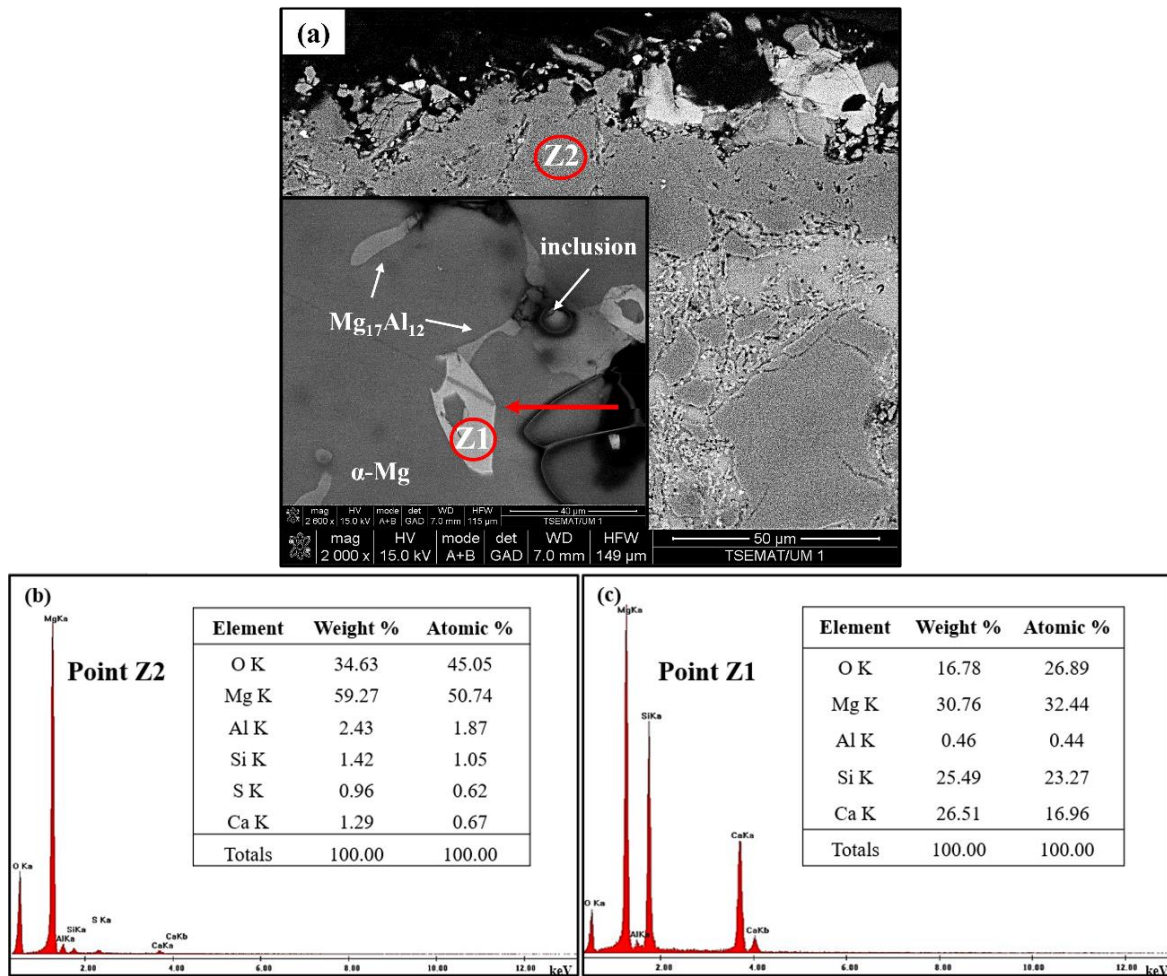 (a)
Z2
inclusion
Mg17Al12
Z1
α-Mg
mag HV mode det WD HFW 40 µm
2 600 x 15.0 kV A+B GAD 7.0 mm 115 µm TSEMAT/UM 1
mag HV mode det WD HFW 50 µm
2 000 x 15.0 kV A+B GAD 7.0 mm 149 µm TSEMAT/UM 1
(b)
MgKa
Point Z2
Element Weight % Atomic %
O K 34.63 45.05
Mg K 59.27 50.74
Al K 2.43 1.87
Si K 1.42 1.05
S K 0.96 0.62
Ca K 1.29 0.67
Totals 100.00 100.00
O Ka
AlKa
SiKa
S Ka
CaKa
CaKb
2.00 4.00 6.00 8.00 10.00 12.00 keV
(c)
MgKa
Point Z1
Element Weight % Atomic %
O K 16.78 26.89
Mg K 30.76 32.44
Al K 0.46 0.44
Si K 25.49 23.27
Ca K 26.51 16.96
Totals 100.00 100.00
SiKa
CaKa
O Ka
AlKa
CaKb
2.00 4.00 6.00 8.00 10.00 12.00 keV